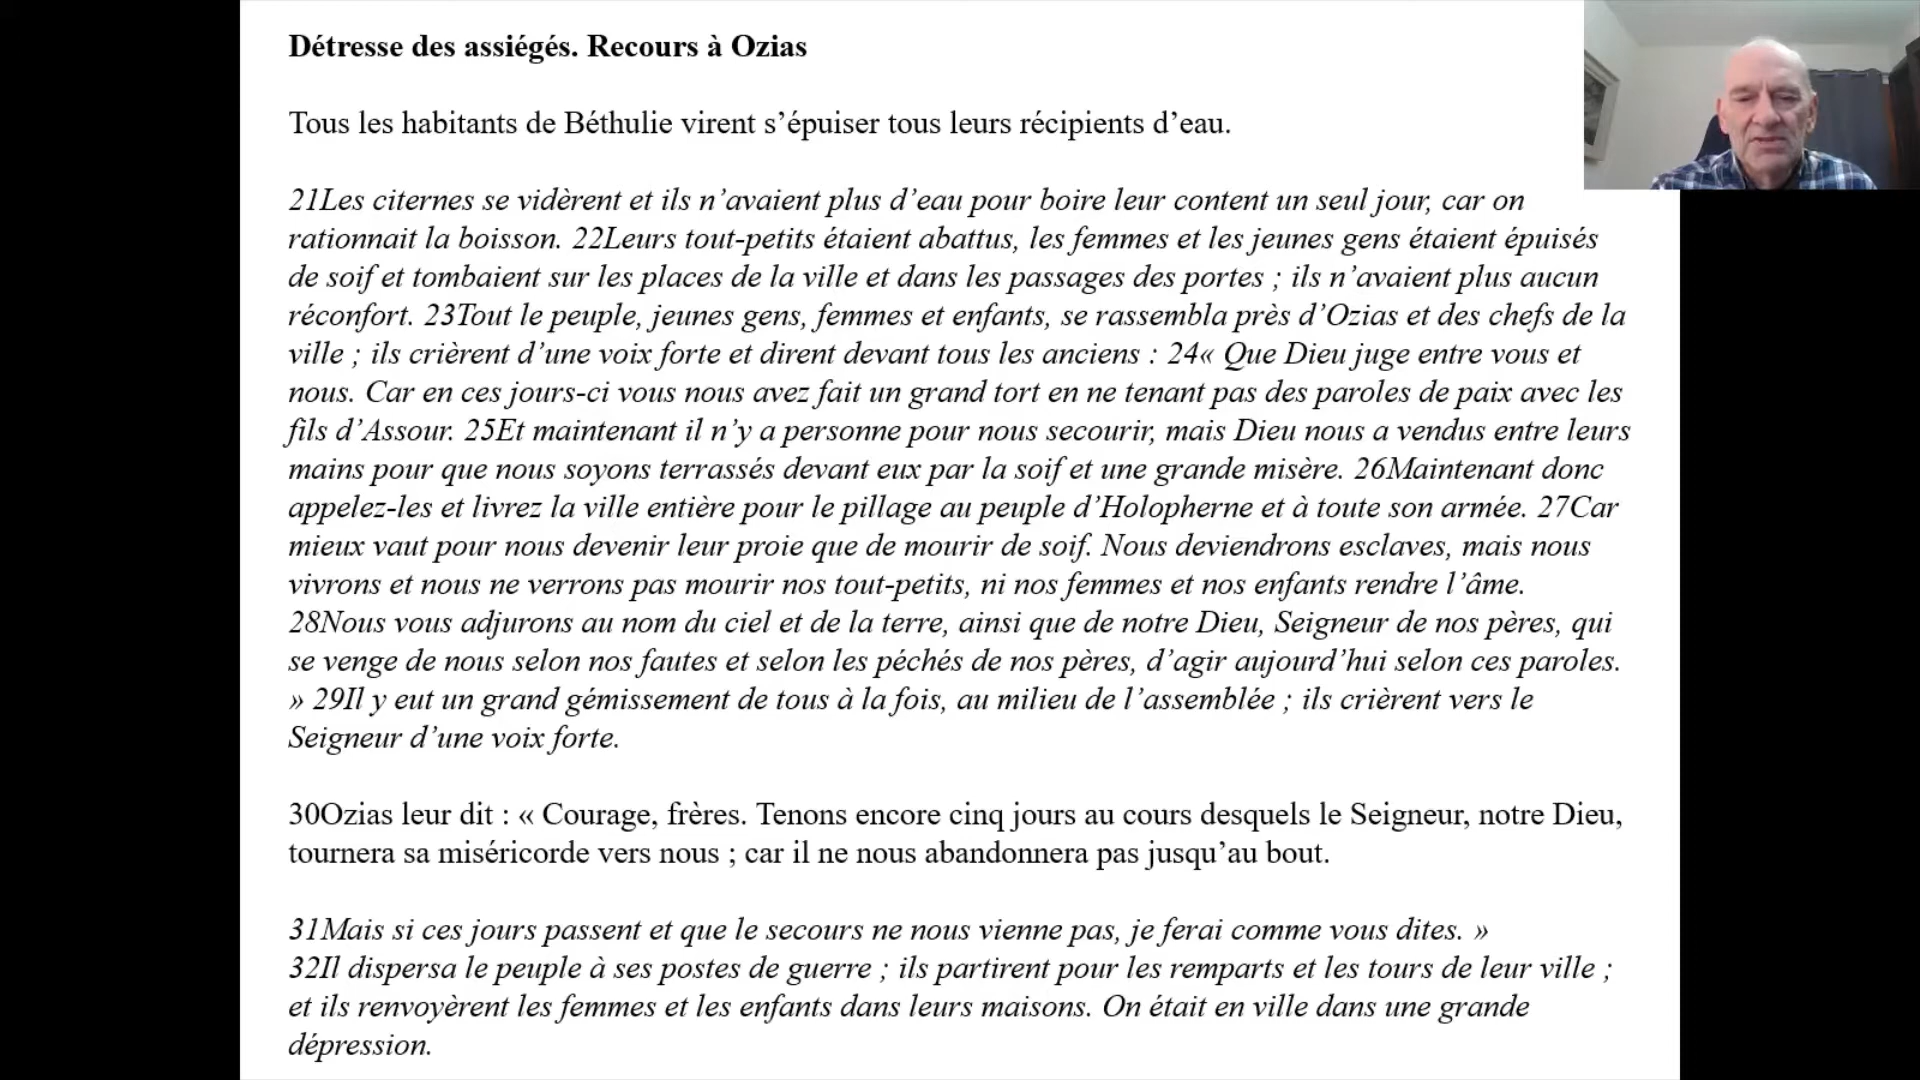 Détresse des assiégés. Recours à Ozias
Tous les habitants de Béthulie virent s’épuiser tous leurs récipients d’eau.
21Les citernes se vidèrent et ils n’avaient plus d’eau pour boire leur content un seul jour, car on
rationnait la boisson. 22Leurs tout-petits étaient abattus, les femmes et les jeunes gens étaient épuisés
de soif et tombaient sur les places de la ville et dans les passages des portes ; ils n’avaient plus aucun
réconfort. 23Tout le peuple, jeunes gens, femmes et enfants, se rassembla près d’Ozias et des chefs de la
ville ; ils crièrent d’une voix forte et dirent devant tous les anciens : 24« Que Dieu juge entre vous et
nous. Car en ces jours-ci vous nous avez fait un grand tort en ne tenant pas des paroles de paix avec les
fils d’Assour. 25Et maintenant il n’y a personne pour nous secourir, mais Dieu nous a vendus entre leurs
mains pour que nous soyons terrassés devant eux par la soif et une grande misère. 26Maintenant donc
appelez-les et livrez la ville entière pour le pillage au peuple d’Holopherne et à toute son armée. 27Car
mieux vaut pour nous devenir leur proie que de mourir de soif. Nous deviendrons esclaves, mais nous
vivrons et nous ne verrons pas mourir nos tout-petits, ni nos femmes et nos enfants rendre l’âme.
28Nous vous adjurons au nom du ciel et de la terre, ainsi que de notre Dieu, Seigneur de nos pères, qui
se venge de nous selon nos fautes et selon les péchés de nos pères, d’agir aujourd’hui selon ces paroles.
» 29Il y eut un grand gémissement de tous à la fois, au milieu de l’assemblée ; ils crièrent vers le
Seigneur d’une voix forte.
30Ozias leur dit : « Courage, frères. Tenons encore cinq jours au cours desquels le Seigneur, notre Dieu,
tournera sa miséricorde vers nous ; car il ne nous abandonnera pas jusqu’au bout.
31Mais si ces jours passent et que le secours ne nous vienne pas, je ferai comme vous dites. »
32Il dispersa le peuple à ses postes de guerre ; ils partirent pour les remparts et les tours de leur ville ;
et ils renvoyèrent les femmes et les enfants dans leurs maisons. On était en ville dans une grande
dépression.